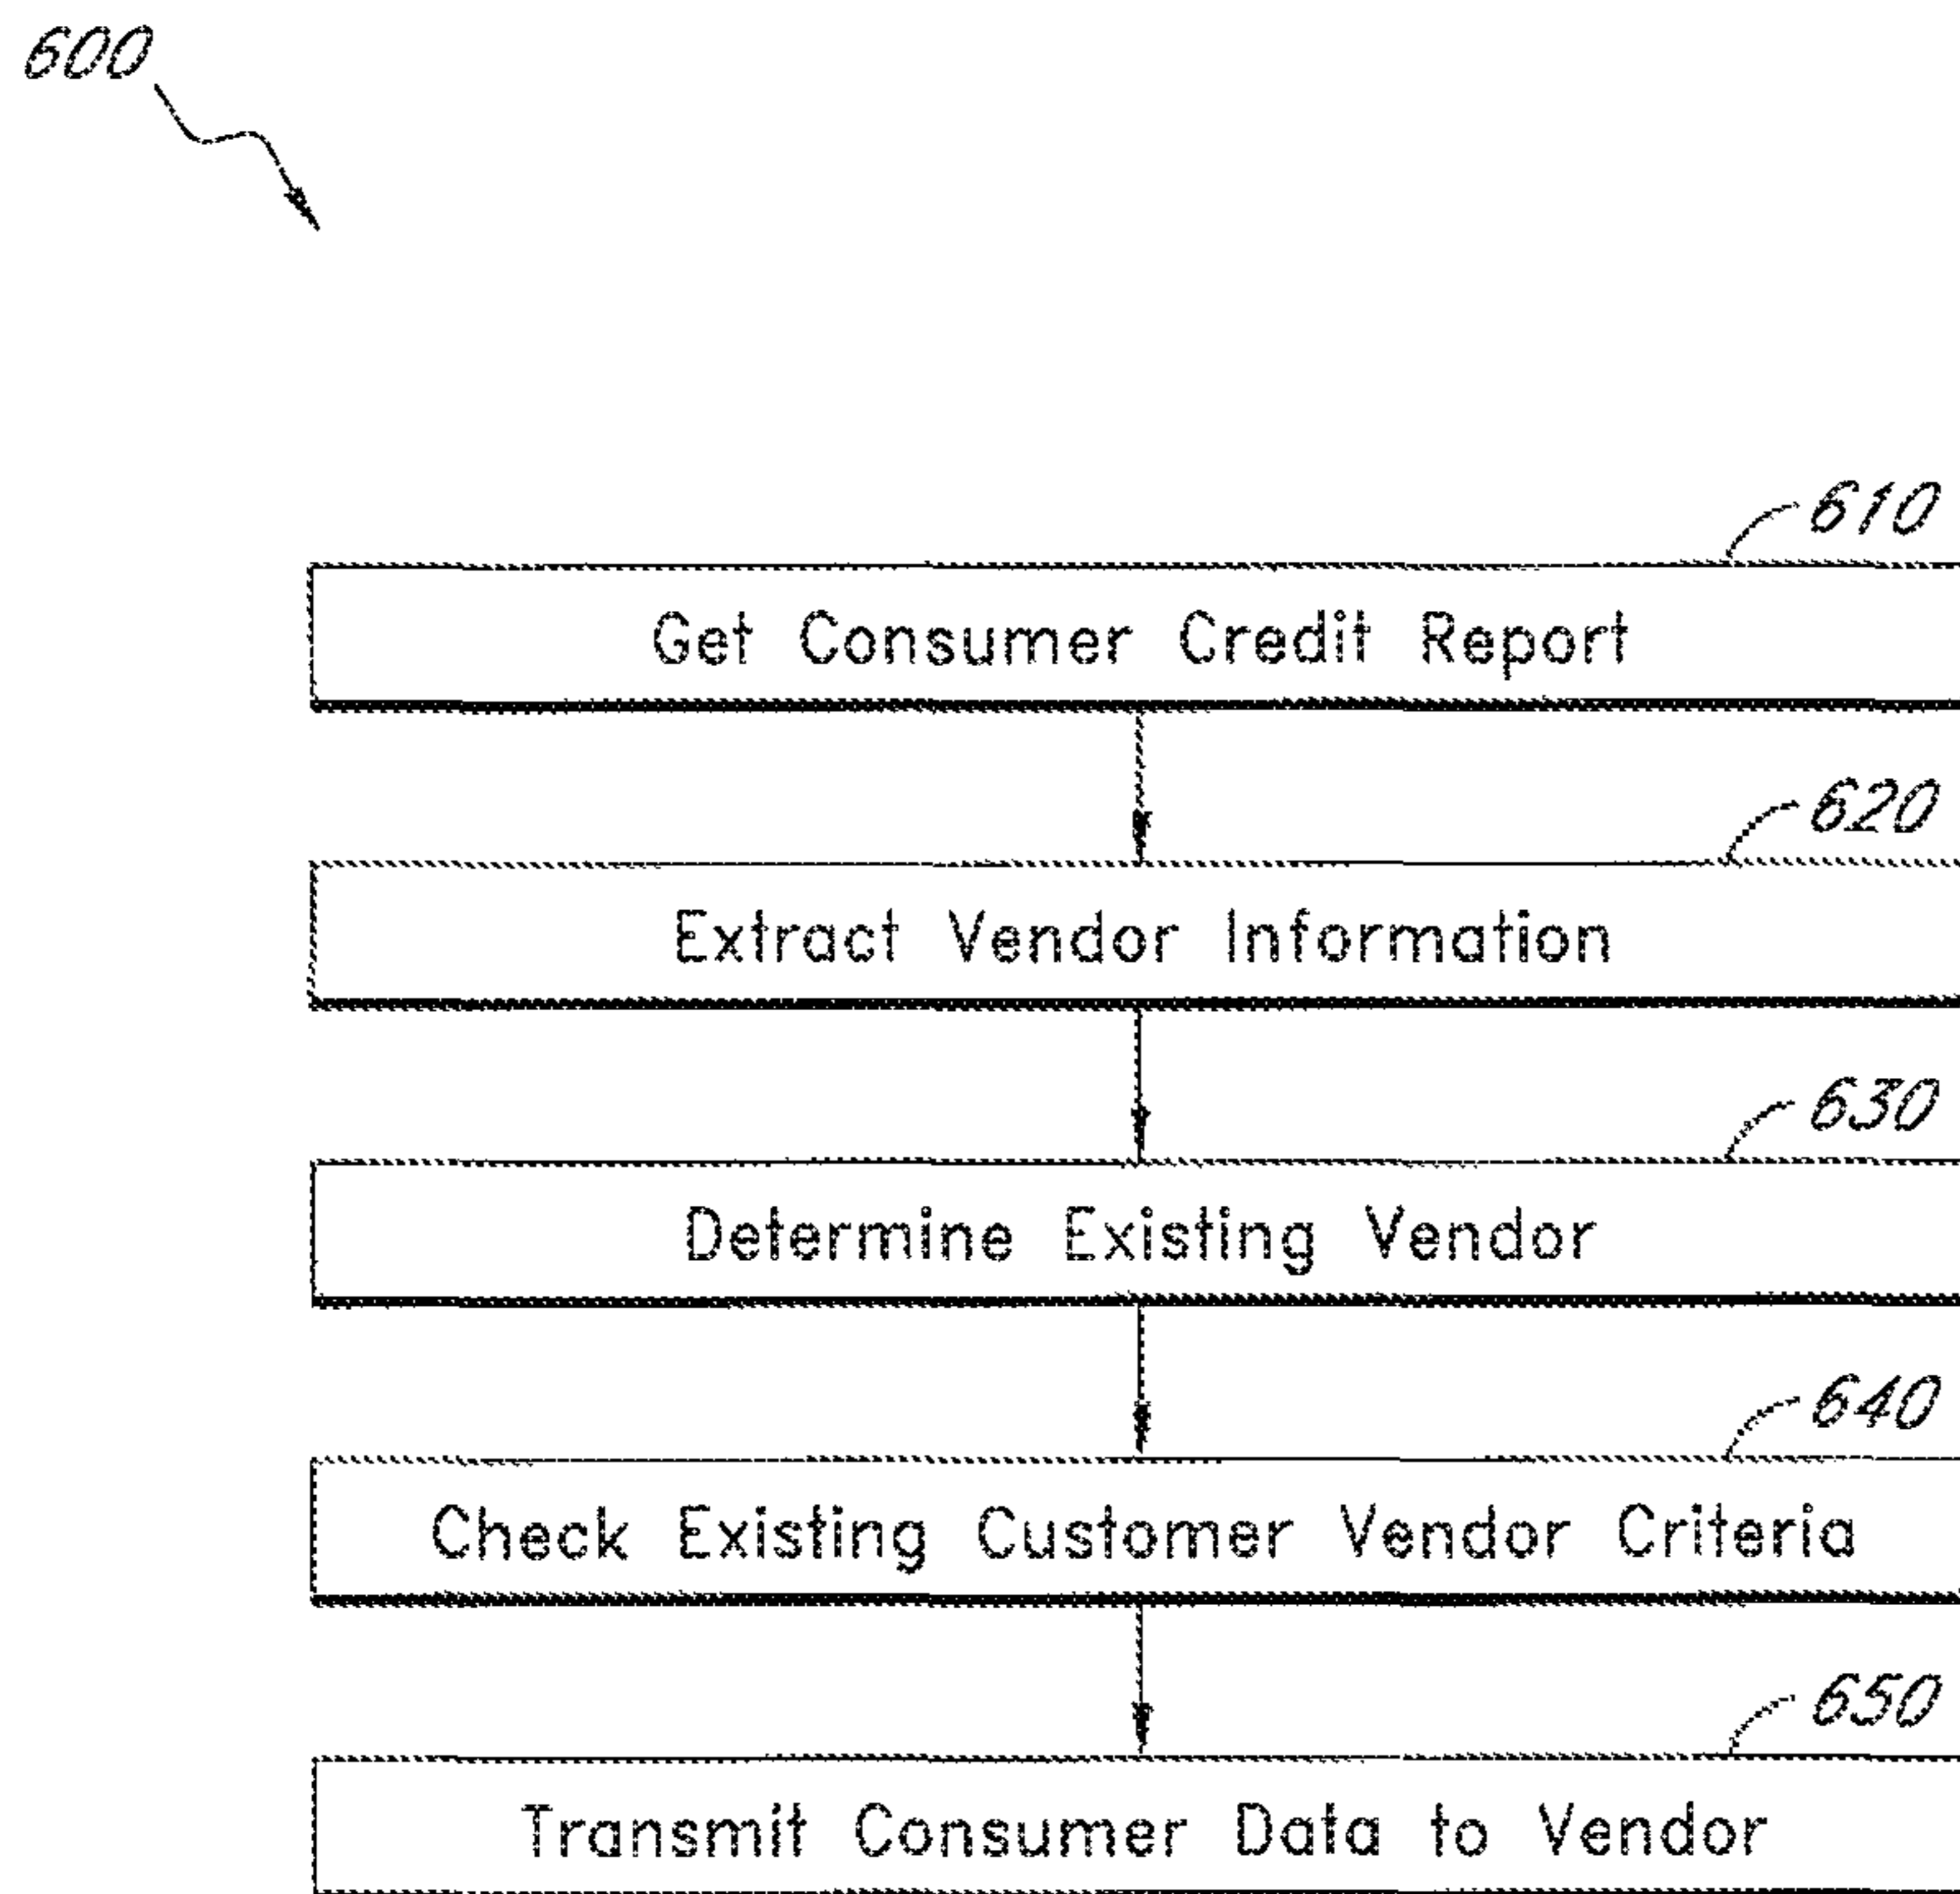 600
610
Get Consumer Credit Report
620
Extract Vendor Information
630
Determine Existing Vendor
640
Check Existing Customer Vendor Criteria
650
Transmit Consumer Data to Vendor